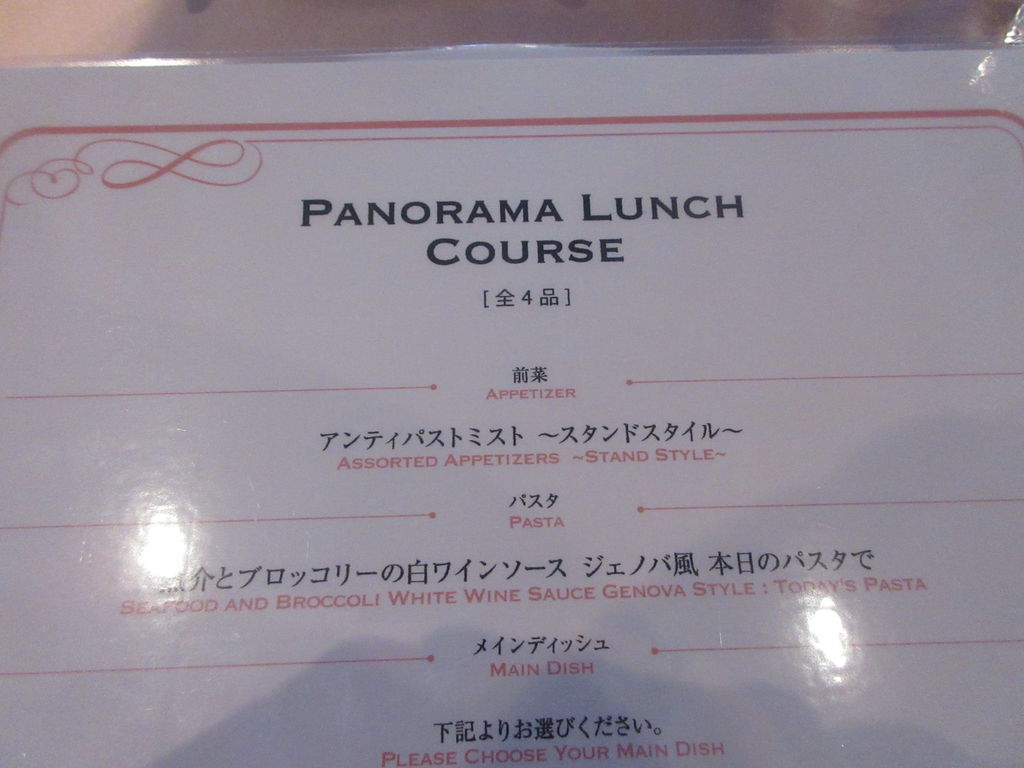 PANORAMA LUNCH
COURSE
[全4品]
前菜
APPETIZER
アンティパストミスト ～スタンドスタイル～
ASSORTED APPETIZERS ~STAND STYLE~
パスタ
PASTA
魚介とブロッコリーの白ワインソース ジェノバ風 本日のパスタで
SEAFOOD AND BROCCOLI WHITE WINE SAUCE GENOVA STYLE : TODAY'S PASTA
メインディッシュ
MAIN DISH
下記よりお選びください。
PLEASE CHOOSE YOUR MAIN DISH